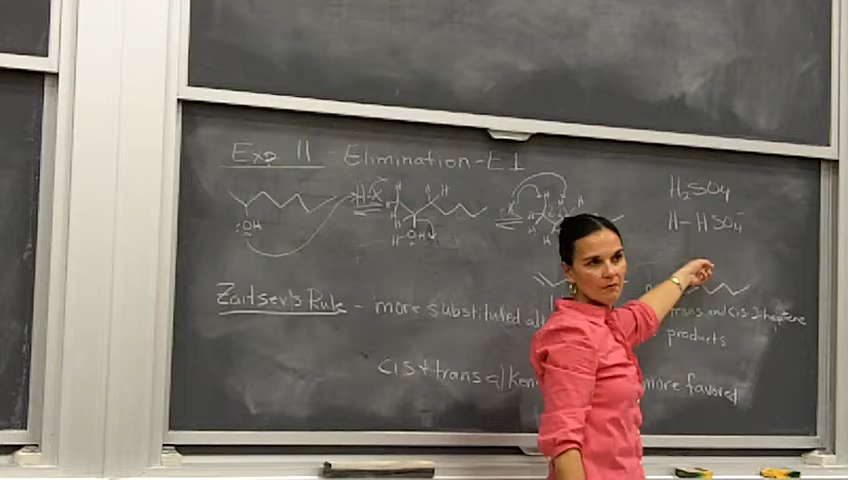 Exp 11 - Elimination - E1
H2SO4
H-HSO4-
OH
H-X
Zaitsev's Rule - more substituted
trans and cis-2-heptene
products
cis + trans alken
more favored